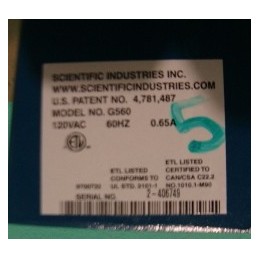 SCIENTIFIC INDUSTRIES INC.
WWW.SCIENTIFICINDUSTRIES.COM
U.S. PATENT NO. 4,781,487
MODEL NO. G560
120VAC 60HZ 0.65A
5
ETL LISTED
CONFORMS TO
UL STD. 3101-1
ETL LISTED
CERTIFIED TO
CAN/CSA C22.2
NO.1010.1-M92
SERIAL NO. 2-406749